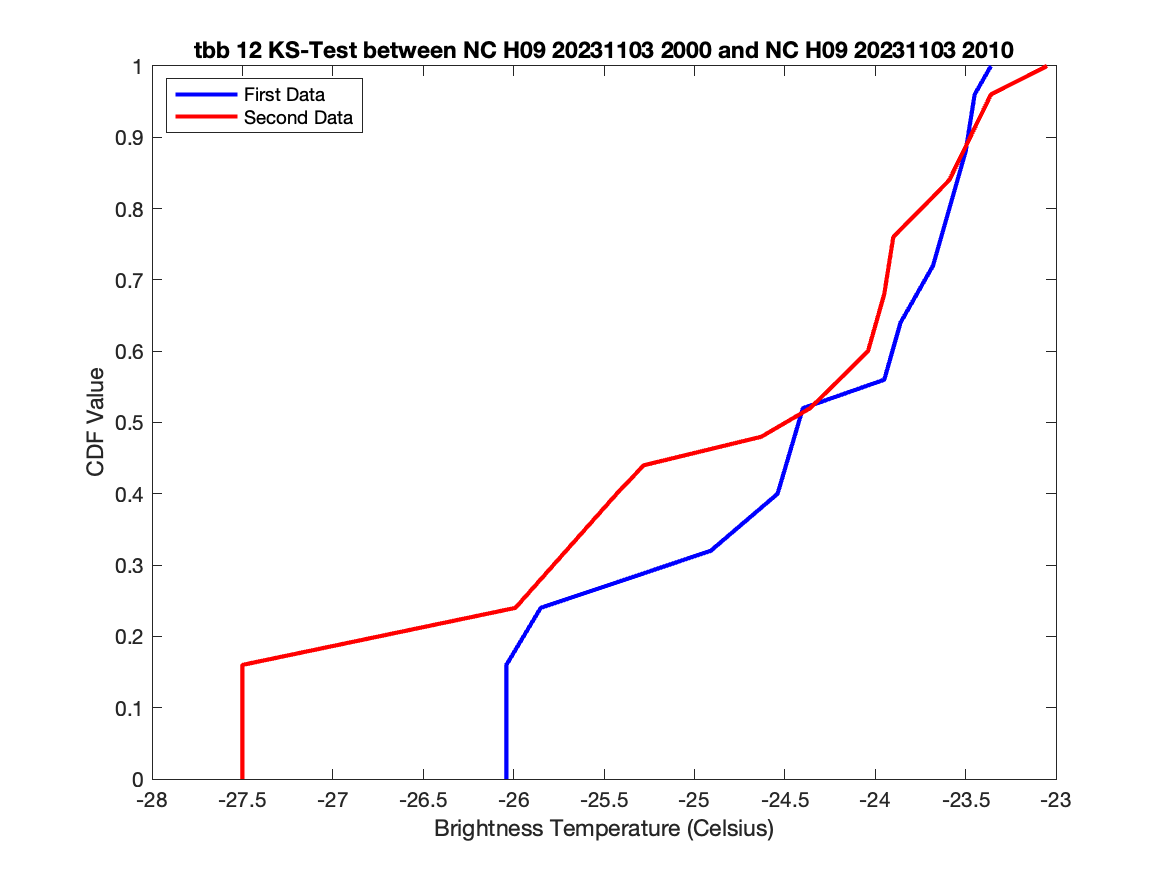 tbb 12 KS-Test between NC H09 20231103 2000 and NC H09 20231103 2010
First Data
Second Data
CDF Value
1
0.9
0.8
0.7
0.6
0.5
0.4
0.3
0.2
0.1
0
-28 -27.5 -27 -26.5 -26 -25.5 -25 -24.5 -24 -23.5 -23
Brightness Temperature (Celsius)